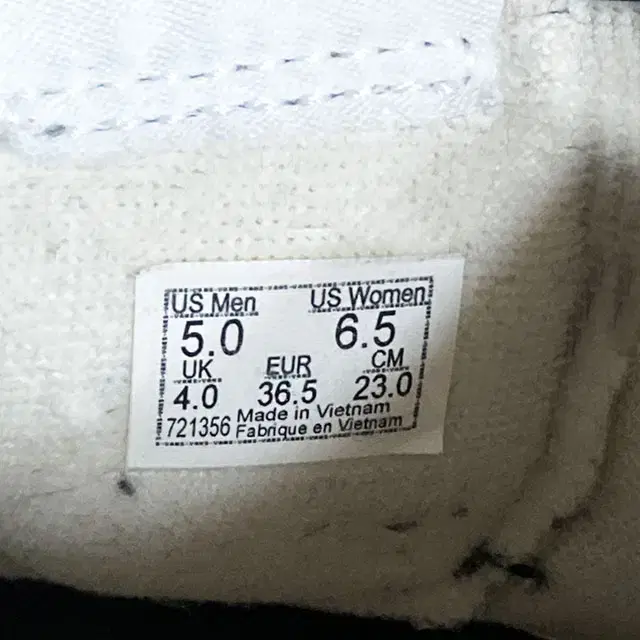 US Men US Women
5.0 6.5
UK EUR CM
4.0 36.5 23.0
721356 Made in Vietnam
Fabrique en Vietnam